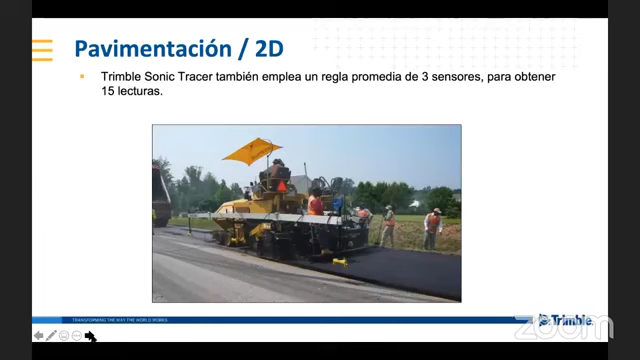 Pavimentación / 2D
Trimble Sonic Tracer también emplea un regla promedia de 3 sensores, para obtener
15 lecturas.
TRANSFORMING THE WAY THE WORLD WORKS
Trimble.
zoom